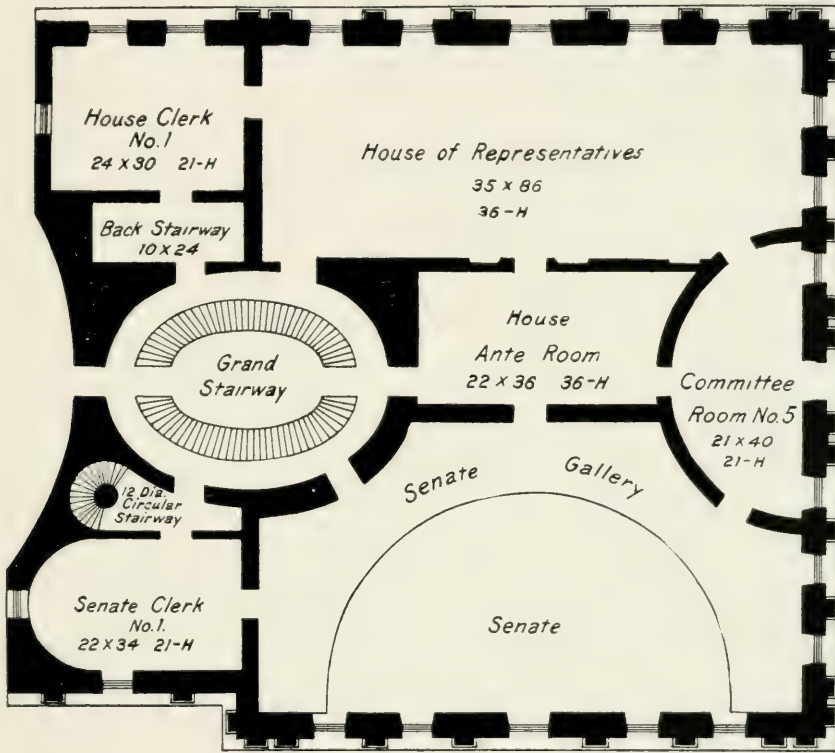 House Clerk
No.1
24 X 30 21-H
House of Representatives
35 x 86
36-H
Back Stairway
10 X 24
Grand
Stairway
House
Ante Room
22 X 36 36-H
Committee
Room No.5
21 X 40
21-H
12 Dia.
Circular
Stairway
Senate Gallery
Senate Clerk
No.1.
22 X 34 21-H
Senate